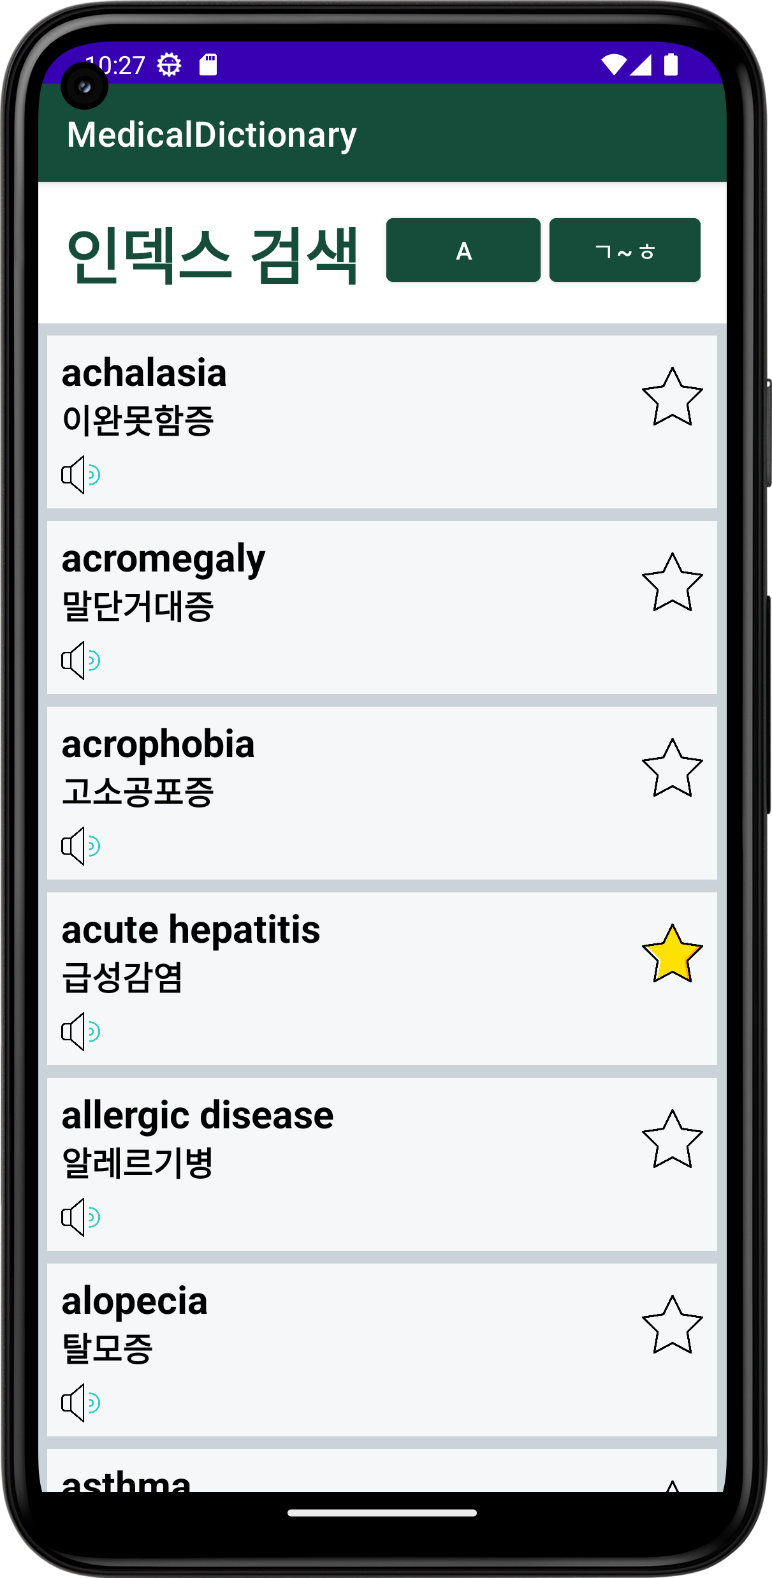 10:27
MedicalDictionary
인덱스 검색
A
ㄱ~ㅎ
achalasia
이완못함증
acromegaly
말단거대증
acrophobia
고소공포증
acute hepatitis
급성감염
allergic disease
알레르기병
alopecia
탈모증
asthma